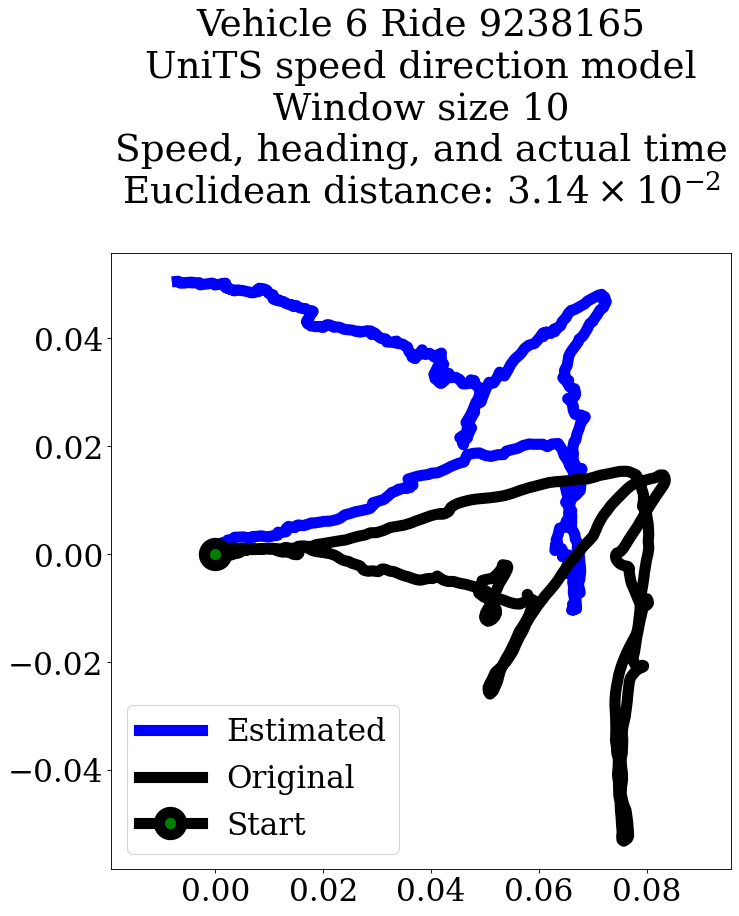 Vehicle 6 Ride 9238165
UniTS speed direction model
Window size 10
Speed, heading, and actual time
Euclidean distance: 3.14 × 10⁻²
0.04
0.02
0.00
−0.02
−0.04
Estimated
Original
Start
0.00 0.02 0.04 0.06 0.08